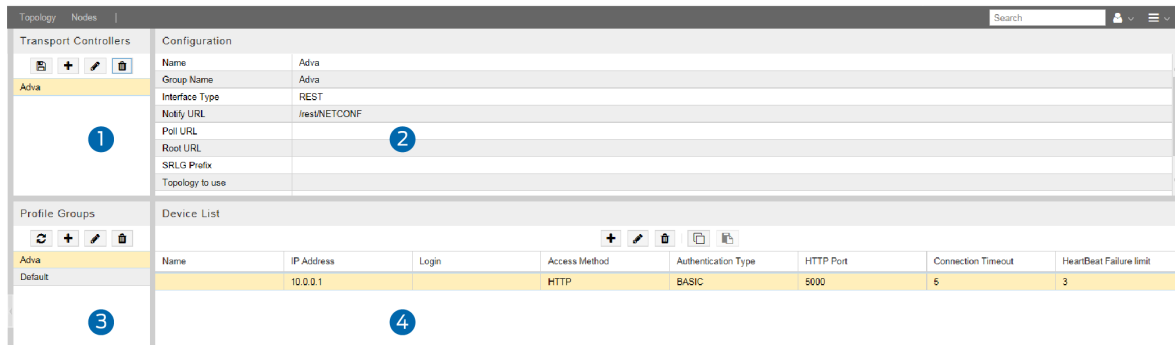 Topology Nodes |
Search
Transport Controllers
Adva
1
Configuration
Name Adva
Group Name Adva
Interface Type REST
Notify URL /rest/NETCONF
Poll URL
Root URL
SRLG Prefix
Topology to use
2
Profile Groups
Adva
Default
3
Device List
Name IP Address Login Access Method Authentication Type HTTP Port Connection Timeout HeartBeat Failure limit
10.0.0.1 HTTP BASIC 5000 5 3
4